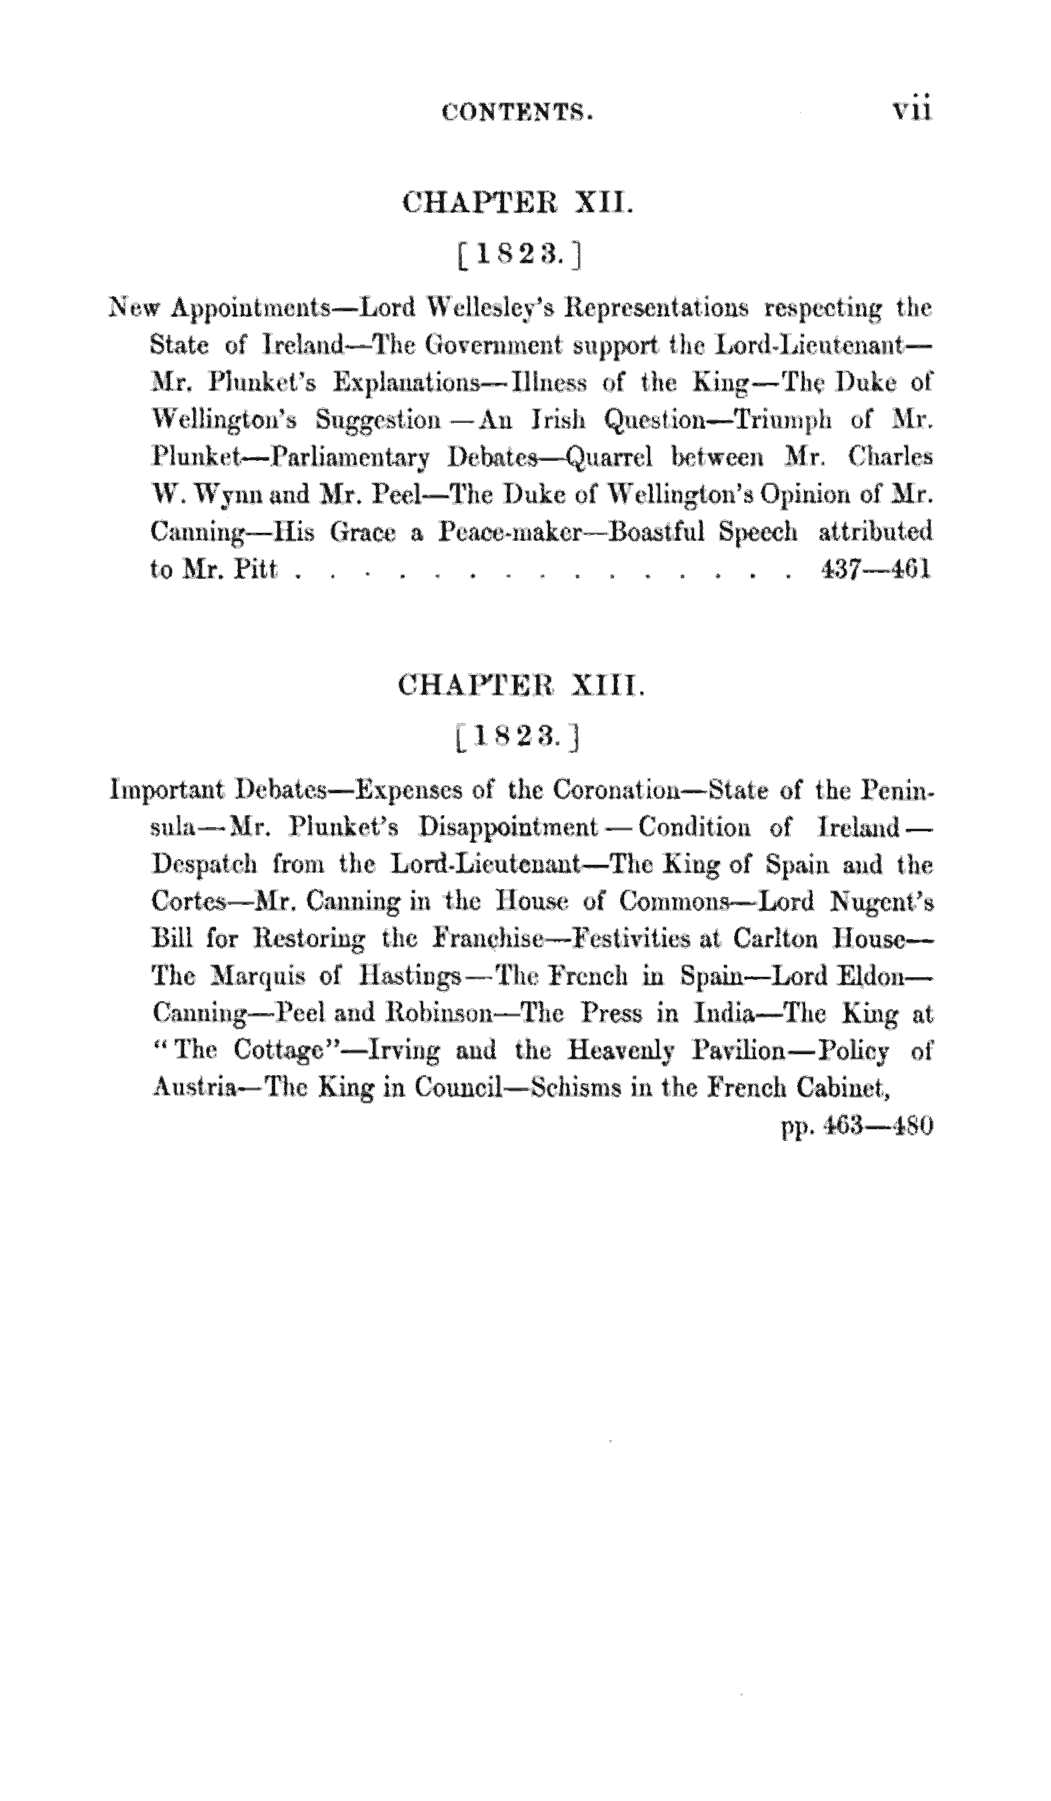 CONTENTS. vii
CHAPTER XII.
[1823.]
New Appointments—Lord Wellesley's Representations respecting the
State of Ireland—The Government support the Lord-Lieutenant—
Mr. Plunket's Explanations—Illness of the King—The Duke of
Wellington's Suggestion—An Irish Question—Triumph of Mr.
Plunket—Parliamentary Debates—Quarrel between Mr. Charles
W. Wynn and Mr. Peel—The Duke of Wellington's Opinion of Mr.
Canning—His Grace a Peace-maker—Boastful Speech attributed
to Mr. Pitt . . . . . . . . . . . . . . . 437—461
CHAPTER XIII.
[1823.]
Important Debates—Expenses of the Coronation—State of the Penin-
sula—Mr. Plunket's Disappointment—Condition of Ireland—
Despatch from the Lord-Lieutenant—The King of Spain and the
Cortes—Mr. Canning in the House of Commons—Lord Nugent's
Bill for Restoring the Franchise—Festivities at Carlton House—
The Marquis of Hastings—The French in Spain—Lord Eldon—
Canning—Peel and Robinson—The Press in India—The King at
"The Cottage"—Irving and the Heavenly Pavilion—Policy of
Austria—The King in Council—Schisms in the French Cabinet,
pp. 463—480